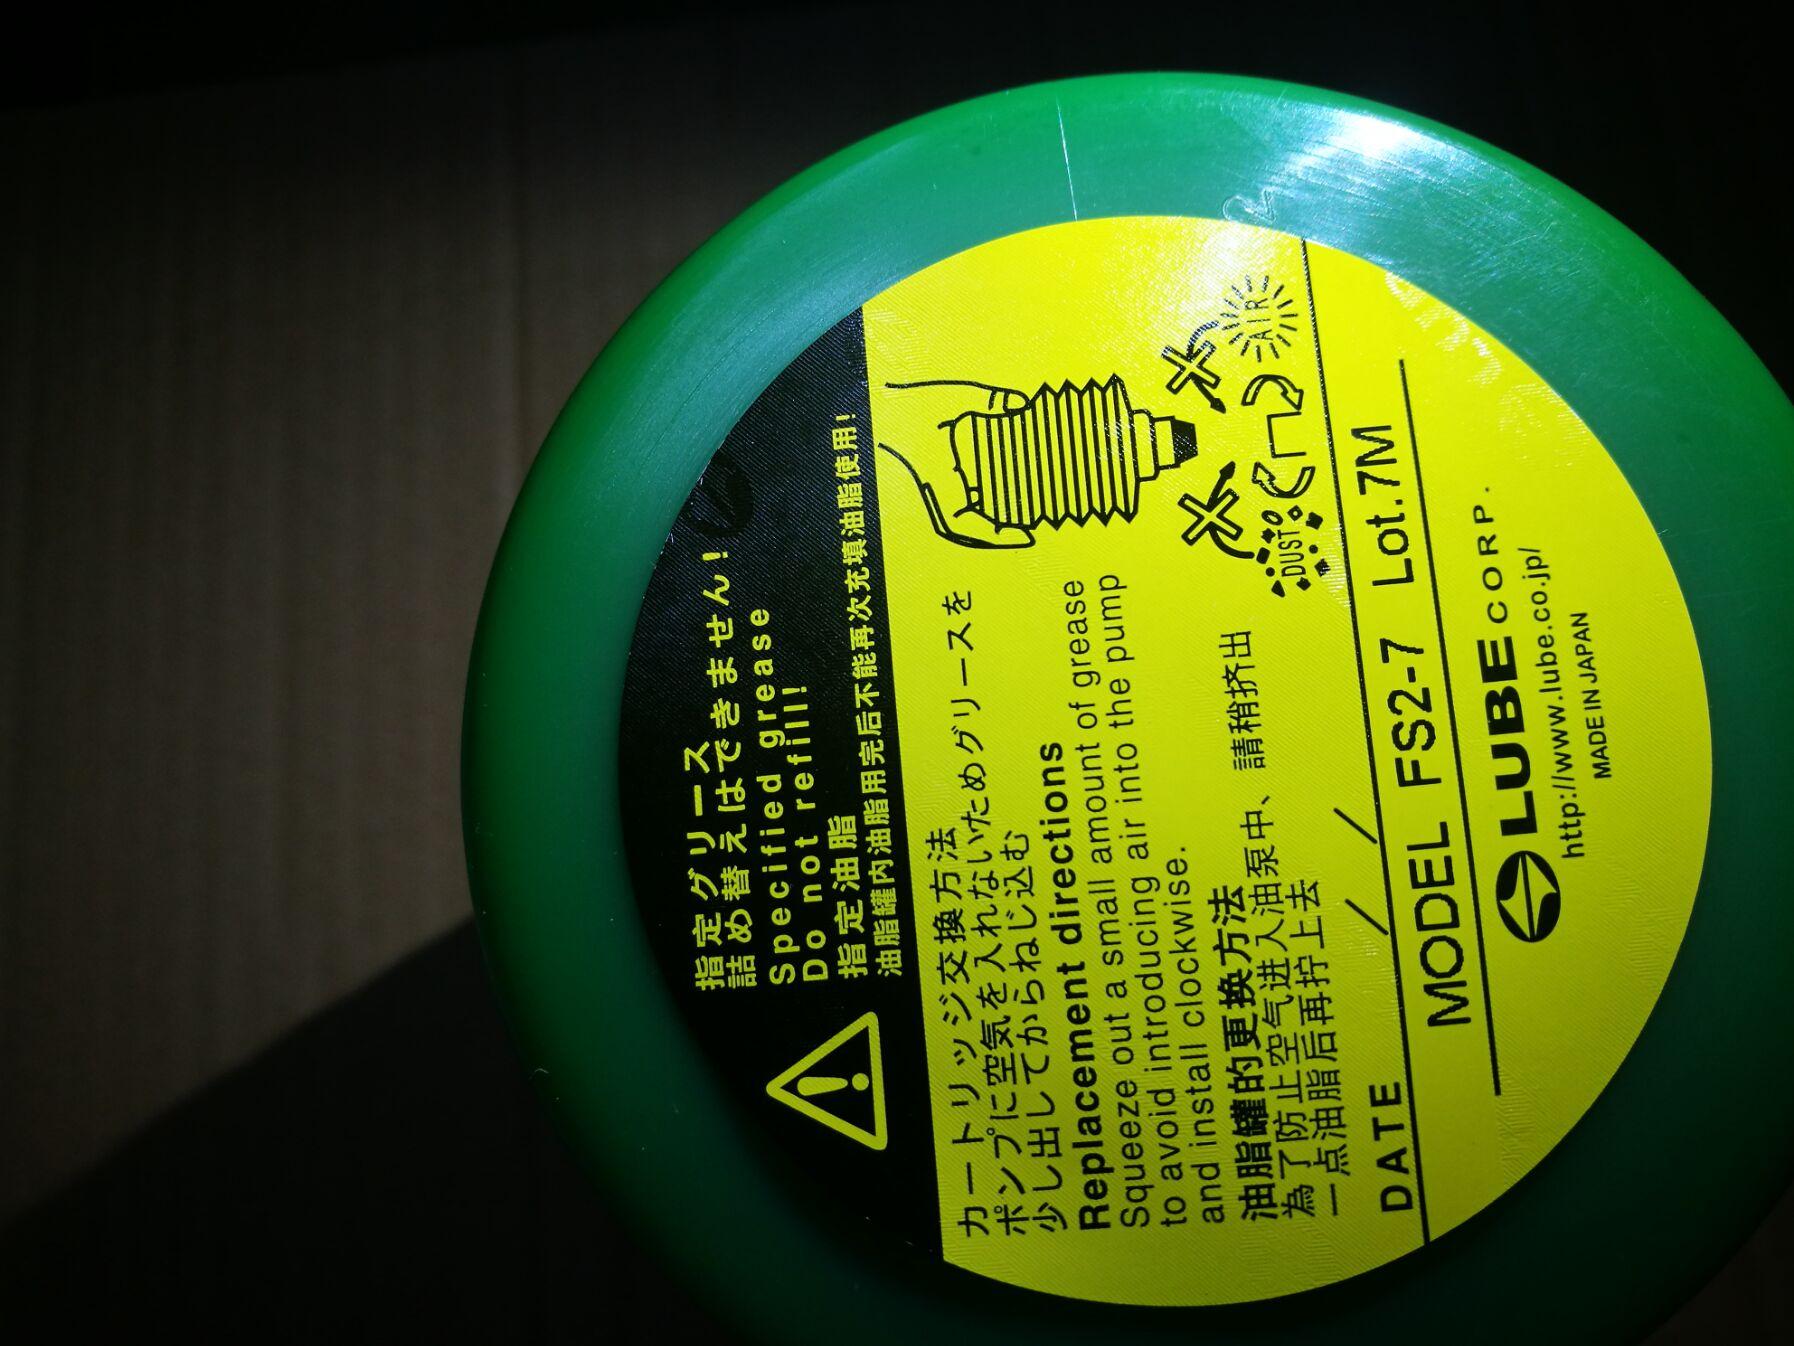 指定グリース
詰め替えはできません!
Specified grease
Do not refill!
指定油脂
油脂罐内油脂用完后不能再次充填油脂使用!
カートリッジ交換方法
ポンプに空気を入れないためグリースを
少し出してからねじ込む
Replacement directions
Squeeze out a small amount of grease
to avoid introducing air into the pump
and install clockwise.
油脂罐的更换方法
為了防止空气进入油泵中、請稍挤出
一点油脂后再拧上去
DUST
AIR
DATE / /
MODEL FS2-7 Lot.7M
LUBE CORP.
http://www.lube.co.jp/
MADE IN JAPAN